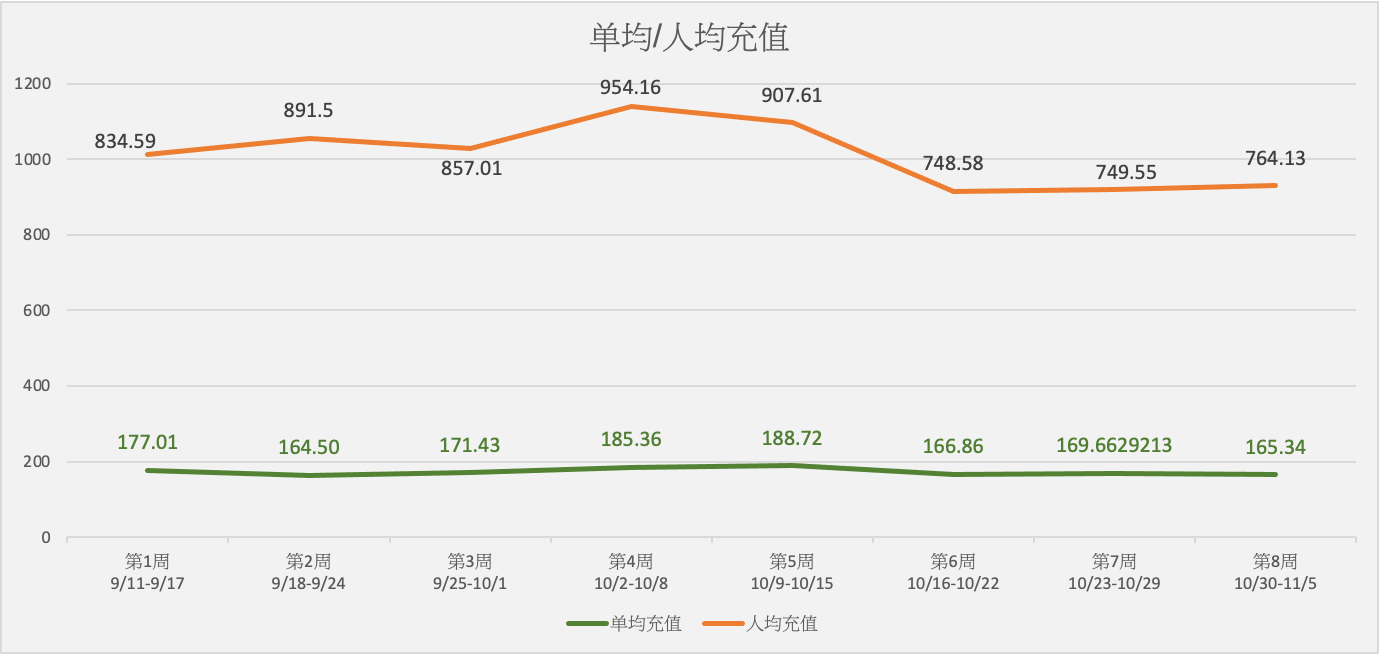 单均/人均充值
1200
1000
800
600
400
200
0
834.59
891.5
857.01
954.16
907.61
748.58
749.55
764.13
177.01
164.50
171.43
185.36
188.72
166.86
169.6629213
165.34
第1周
9/11-9/17
第2周
9/18-9/24
第3周
9/25-10/1
第4周
10/2-10/8
第5周
10/9-10/15
第6周
10/16-10/22
第7周
10/23-10/29
第8周
10/30-11/5
单均充值
人均充值